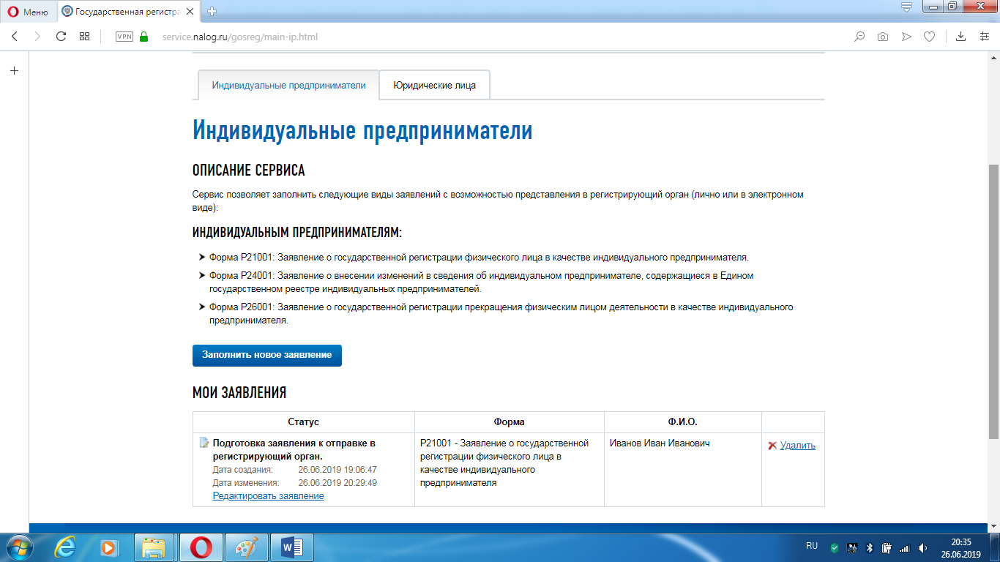 Меню
Государственная регистра
VPN
service.nalog.ru/gosreg/main-ip.html
Индивидуальные предприниматели
Юридические лица
Индивидуальные предприниматели
ОПИСАНИЕ СЕРВИСА
Сервис позволяет заполнить следующие виды заявлений с возможностью представления в регистрирующий орган (лично или в электронном
виде):
ИНДИВИДУАЛЬНЫМ ПРЕДПРИНИМАТЕЛЯМ:
Форма Р21001: Заявление о государственной регистрации физического лица в качестве индивидуального предпринимателя.
Форма Р24001: Заявление о внесении изменений в сведения об индивидуальном предпринимателе, содержащиеся в Едином
государственном реестре индивидуальных предпринимателей.
Форма Р26001: Заявление о государственной регистрации прекращения физическим лицом деятельности в качестве индивидуального
предпринимателя.
Заполнить новое заявление
МОИ ЗАЯВЛЕНИЯ
Статус
Форма
Ф.И.О.
Подготовка заявления к отправке в
регистрирующий орган.
Дата создания: 26.06.2019 19:06:47
Дата изменения: 26.06.2019 20:29:49
Редактировать заявление
Р21001 - Заявление о государственной
регистрации физического лица в
качестве индивидуального
предпринимателя
Иванов Иван Иванович
Удалить
RU
20:35
26.06.2019